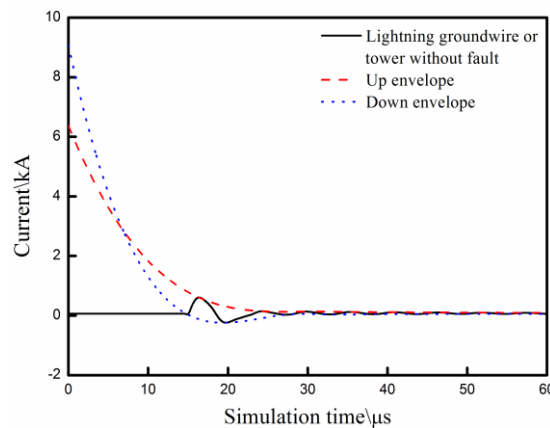 10
8
6
4
2
0
-2
Current\kA
Lightning groundwire or
tower without fault
Up envelope
Down envelope
0 10 20 30 40 50 60
Simulation time\μs